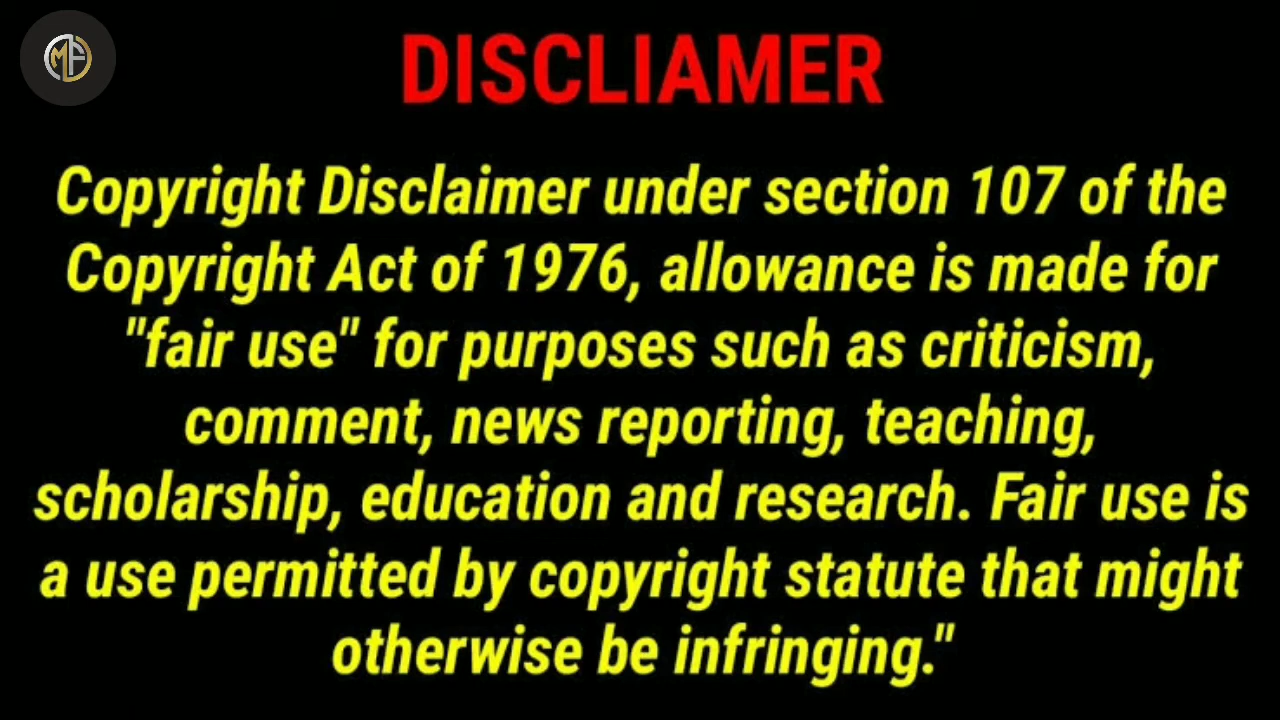 MF
DISCLIAMER
Copyright Disclaimer under section 107 of the
Copyright Act of 1976, allowance is made for
"fair use" for purposes such as criticism,
comment, news reporting, teaching,
scholarship, education and research. Fair use is
a use permitted by copyright statute that might
otherwise be infringing."